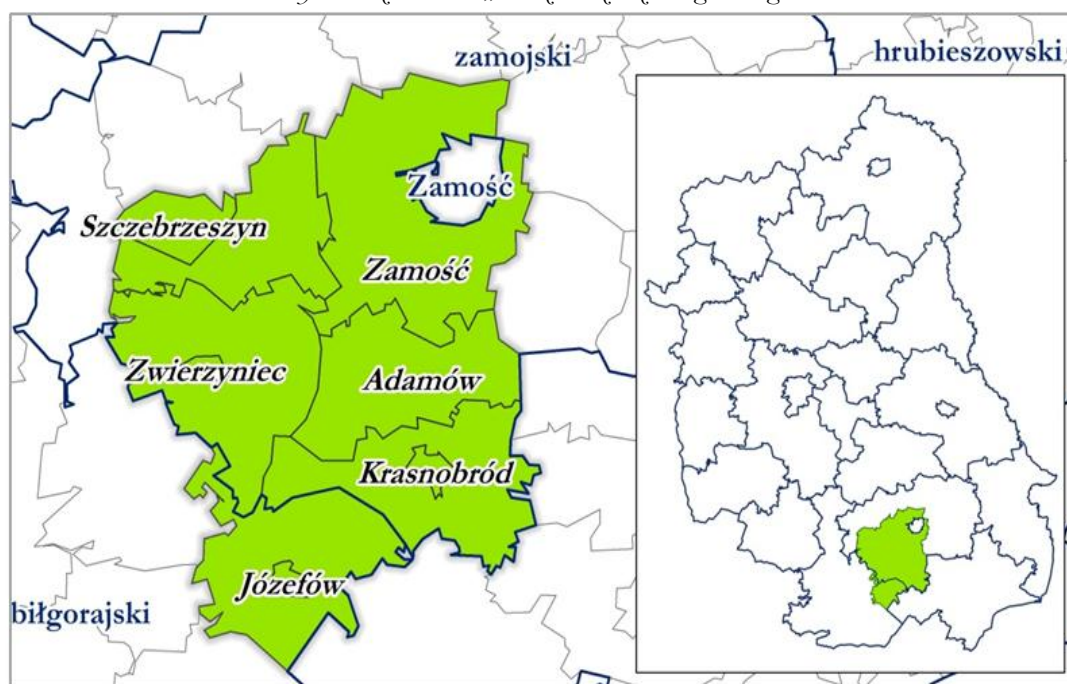 zamojski
hrubieszowski
Zamość
Szczebrzeszyn
Zamość
Zwierzyniec
Adamów
Krasnobród
Józefów
biłgorajski